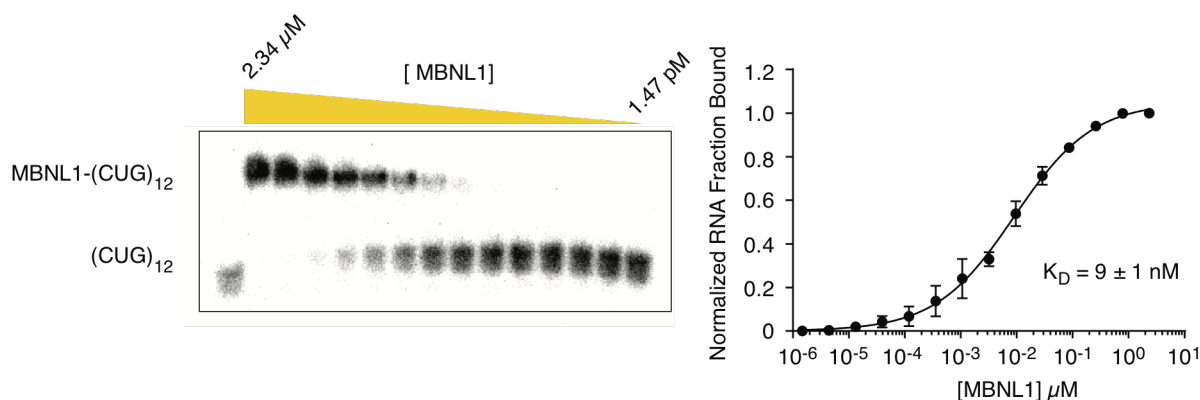 2.34 µM
[ MBNL1]
1.47 pM
MBNL1-(CUG)12
(CUG)12
Normalized RNA Fraction Bound
1.2
1.0
0.8
0.6
0.4
0.2
0
KD = 9 ± 1 nM
10-6 10-5 10-4 10-3 10-2 10-1 100 101
[MBNL1] µM